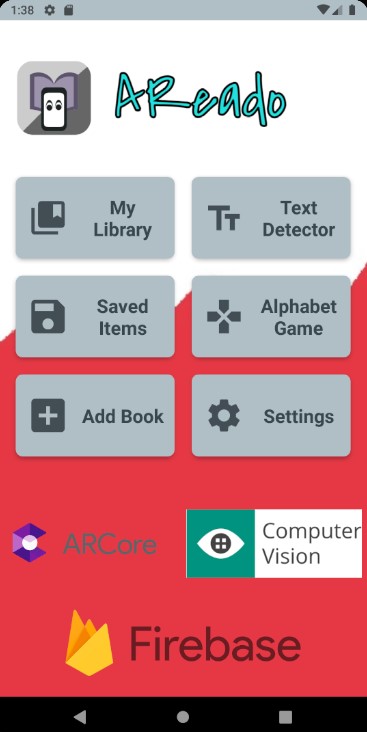 1:38
AReado
My
Library
Text
Detector
Saved
Items
Alphabet
Game
Add Book
Settings
ARCore
Computer
Vision
Firebase